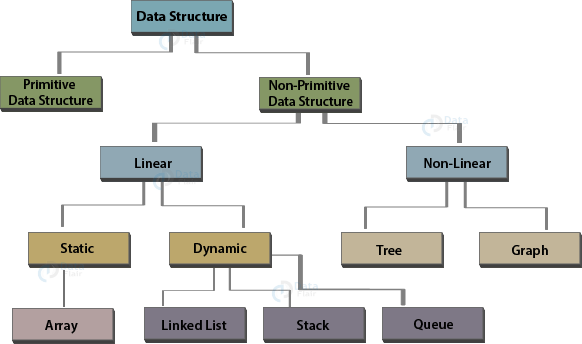 Data Structure
Primitive
Data Structure
Non-Primitive
Data Structure
Linear
Non-Linear
Static
Dynamic
Tree
Graph
Array
Linked List
Stack
Queue